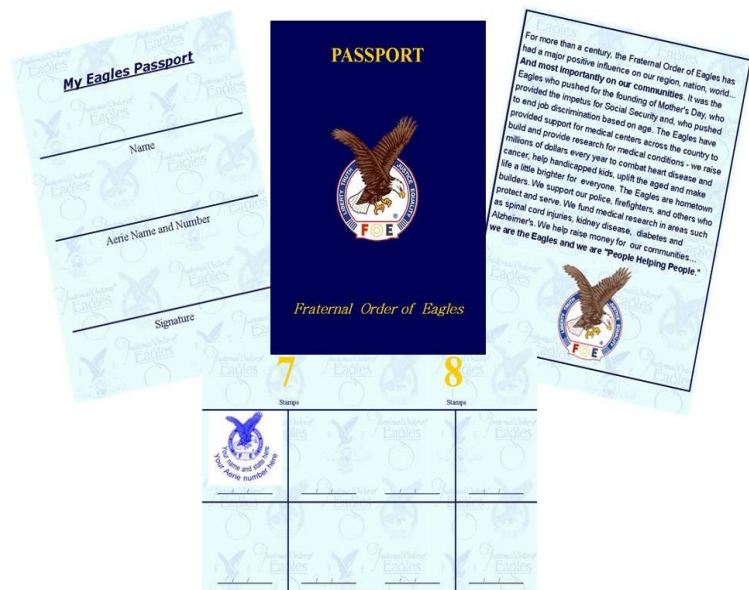 My Eagles Passport
Name
Aerie Name and Number
Signature
PASSPORT
LIBERTY TRUTH JUSTICE EQUALITY
F O E
®
Fraternal Order of Eagles
For more than a century, the Fraternal Order of Eagles has
had a major positive influence on our region, nation, world...
And most importantly on our communities. It was the
Eagles who pushed for the founding of Mother's Day, who
provided the impetus for Social Security and, who pushed
to end job discrimination based on age. The Eagles have
provided support for medical centers across the country to
build and provide research for medical conditions - we raise
millions of dollars every year to combat heart disease and
cancer, help handicapped kids, uplift the aged and make
life a little brighter for everyone. The Eagles are hometown
builders. We support our police, firefighters, and others who
protect and serve. We fund medical research in areas such
as spinal cord injuries, kidney disease, diabetes and
Alzheimer's. We help raise money for our communities...
we are the Eagles and we are "People Helping People."
LIBERTY TRUTH JUSTICE EQUALITY
F O E
7
8
Stamps
Stamps
F O E
Your name and state here
Your Aerie number here